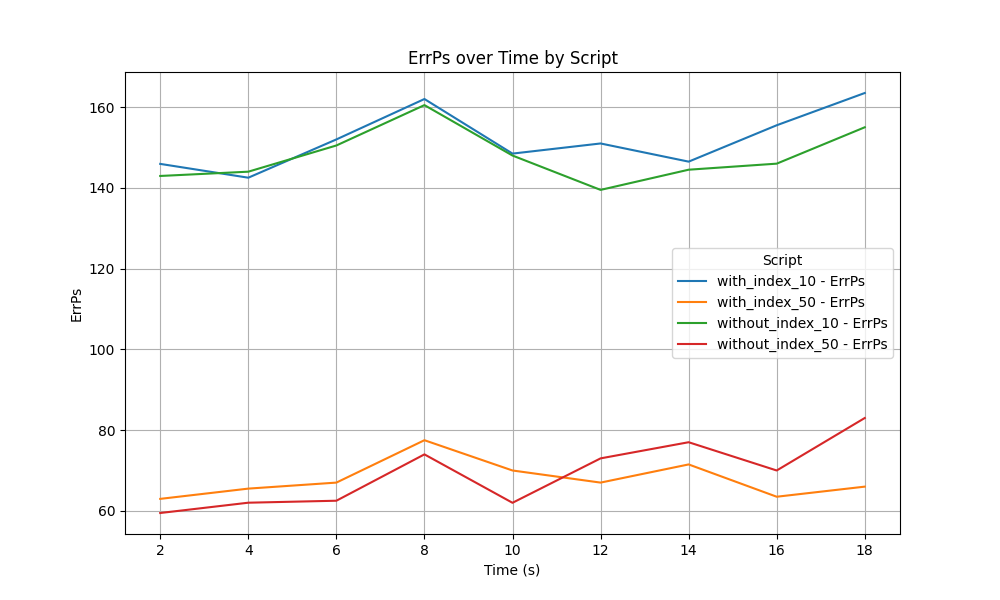 ErrPs over Time by Script
160
140
120
100
80
60
ErrPs
Script
with_index_10 - ErrPs
with_index_50 - ErrPs
without_index_10 - ErrPs
without_index_50 - ErrPs
2 4 6 8 10 12 14 16 18
Time (s)